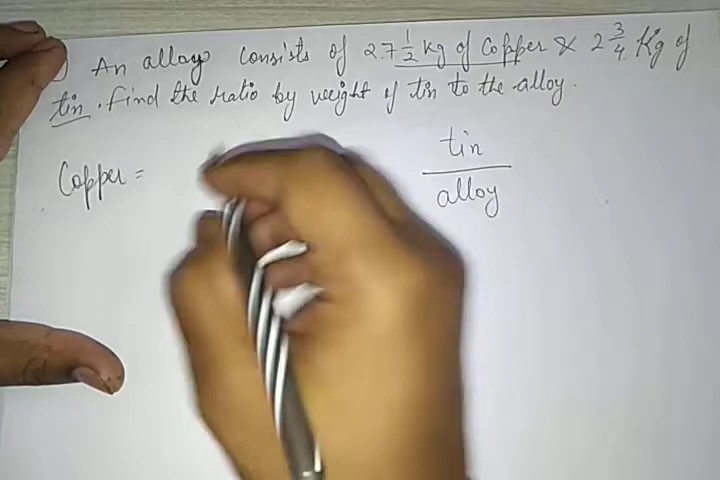 ) An alloy consists of 27 1/2 kg of Copper & 2 3/4 Kg of
tin. Find the ratio by weight of tin to the alloy.
Copper =
tin
alloy